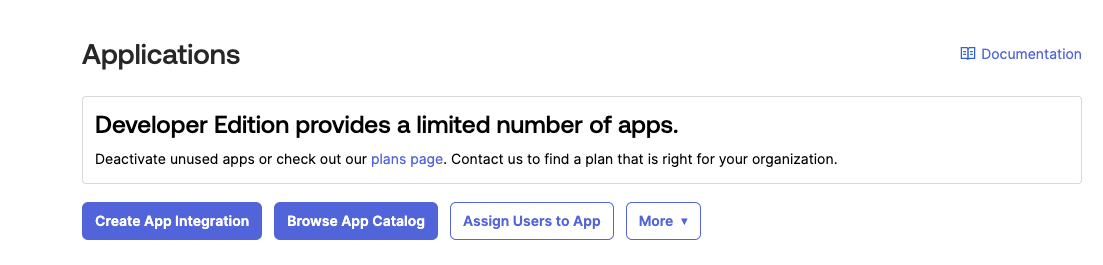 Applications
Documentation
Developer Edition provides a limited number of apps.
Deactivate unused apps or check out our plans page. Contact us to find a plan that is right for your organization.
Create App Integration
Browse App Catalog
Assign Users to App
More ▼